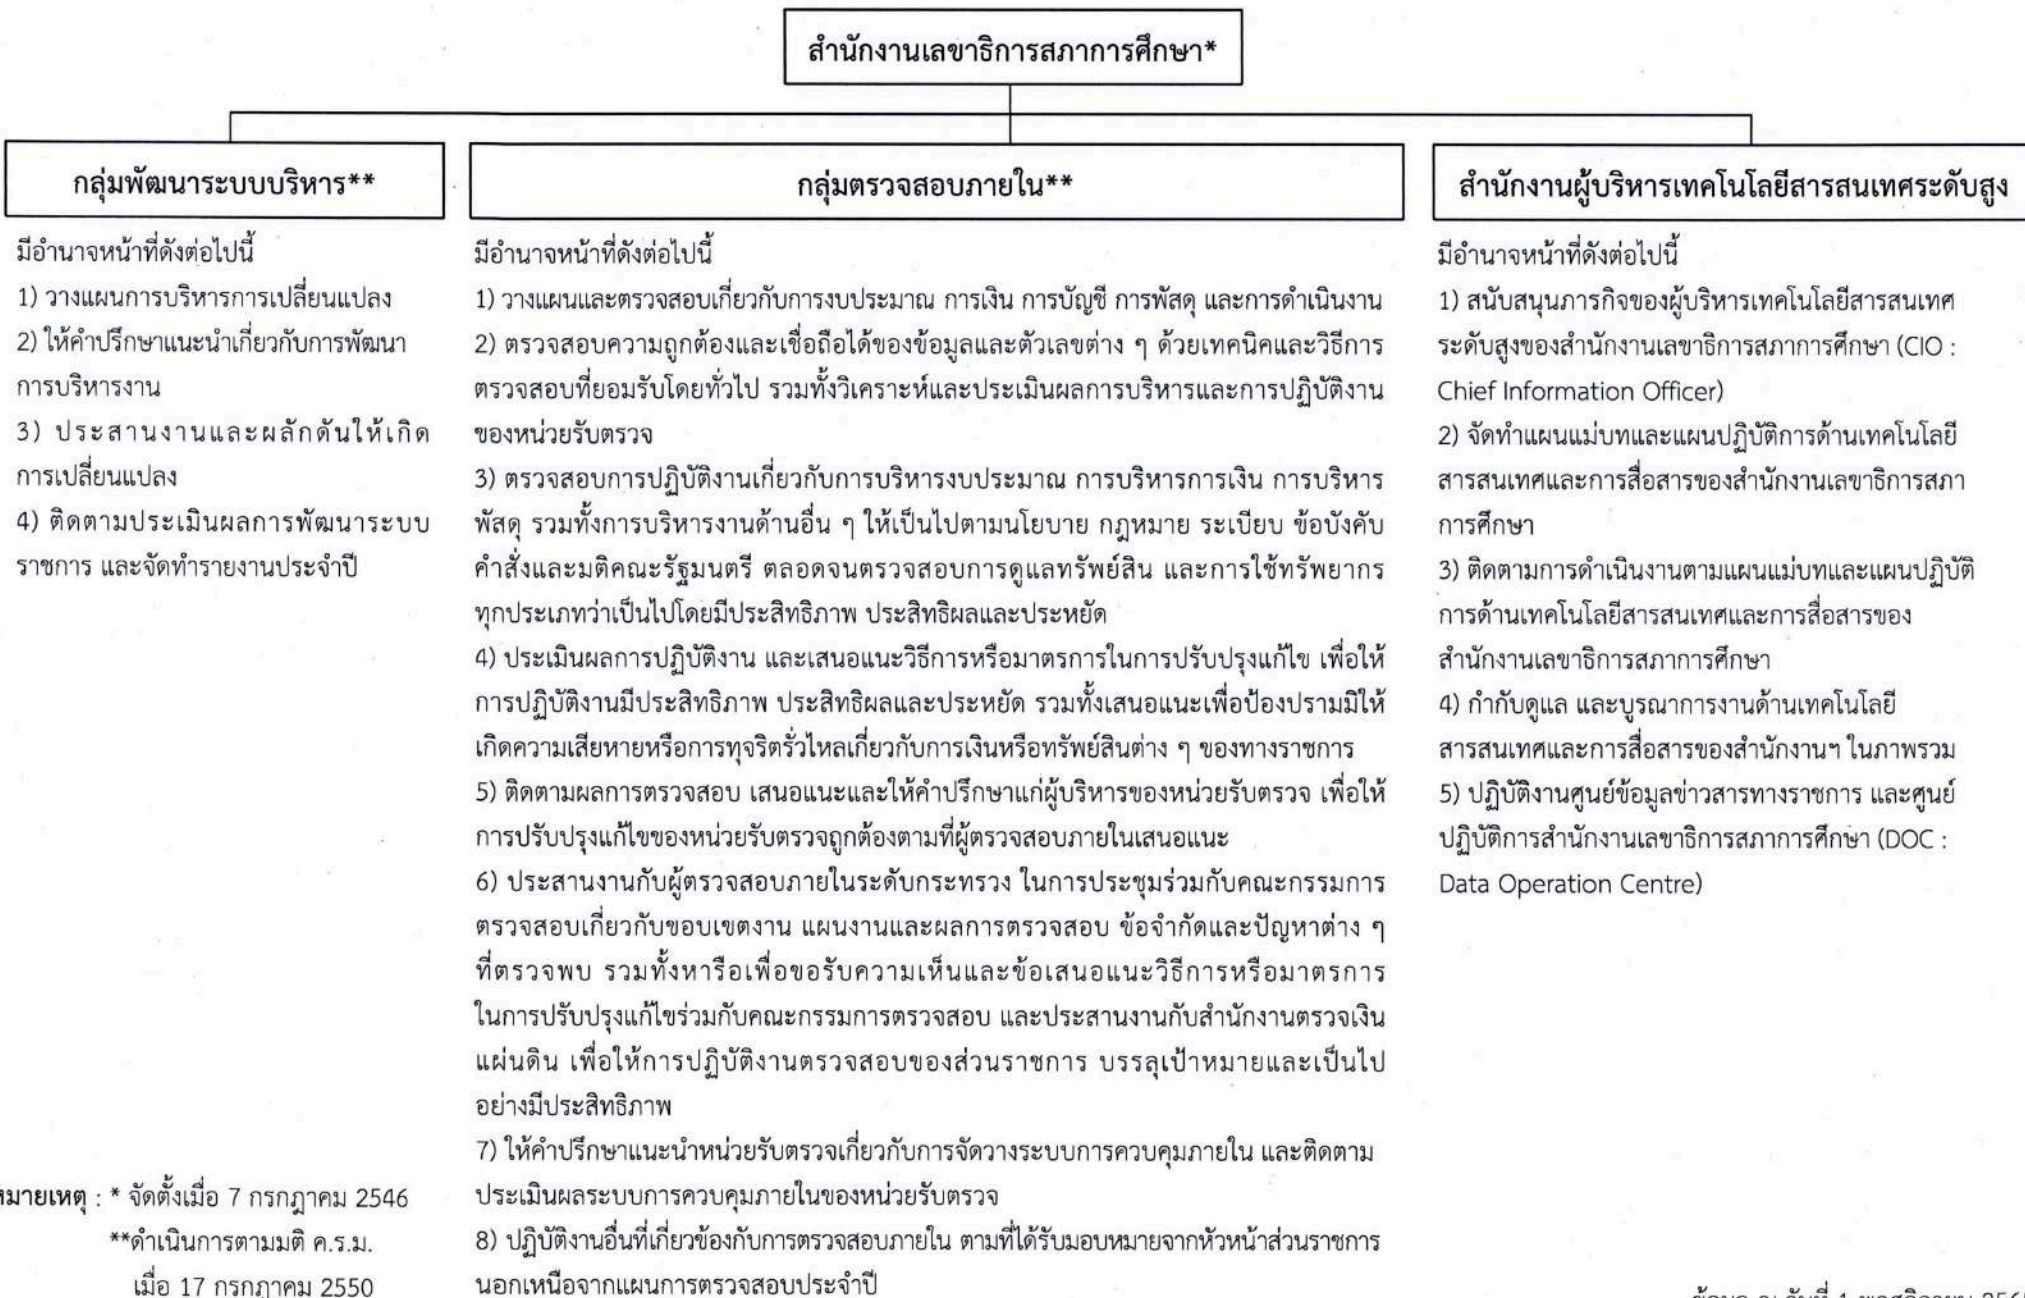 สำนักงานเลขาธิการสภาการศึกษา*
กลุ่มพัฒนาระบบบริหาร**
มีอำนาจหน้าที่ดังต่อไปนี้
1) วางแผนการบริหารการเปลี่ยนแปลง
2) ให้คำปรึกษาแนะนำเกี่ยวกับการพัฒนา
การบริหารงาน
3) ประสานงานและผลักดันให้เกิด
การเปลี่ยนแปลง
4) ติดตามประเมินผลการพัฒนาระบบ
ราชการ และจัดทำรายงานประจำปี
กลุ่มตรวจสอบภายใน**
มีอำนาจหน้าที่ดังต่อไปนี้
1) วางแผนและตรวจสอบเกี่ยวกับการงบประมาณ การเงิน การบัญชี การพัสดุ และการดำเนินงาน
2) ตรวจสอบความถูกต้องและเชื่อถือได้ของข้อมูลและตัวเลขต่าง ๆ ด้วยเทคนิคและวิธีการ
ตรวจสอบที่ยอมรับโดยทั่วไป รวมทั้งวิเคราะห์และประเมินผลการบริหารและการปฏิบัติงาน
ของหน่วยรับตรวจ
3) ตรวจสอบการปฏิบัติงานเกี่ยวกับการบริหารงบประมาณ การบริหารการเงิน การบริหาร
พัสดุ รวมทั้งการบริหารงานด้านอื่น ๆ ให้เป็นไปตามนโยบาย กฎหมาย ระเบียบ ข้อบังคับ
คำสั่งและมติคณะรัฐมนตรี ตลอดจนตรวจสอบการดูแลทรัพย์สิน และการใช้ทรัพยากร
ทุกประเภทว่าเป็นไปโดยมีประสิทธิภาพ ประสิทธิผลและประหยัด
4) ประเมินผลการปฏิบัติงาน และเสนอแนะวิธีการหรือมาตรการในการปรับปรุงแก้ไข เพื่อให้
การปฏิบัติงานมีประสิทธิภาพ ประสิทธิผลและประหยัด รวมทั้งเสนอแนะเพื่อป้องปรามมิให้
เกิดความเสียหายหรือการทุจริตรั่วไหลเกี่ยวกับการเงินหรือทรัพย์สินต่าง ๆ ของทางราชการ
5) ติดตามผลการตรวจสอบ เสนอแนะและให้คำปรึกษาแก่ผู้บริหารของหน่วยรับตรวจ เพื่อให้
การปรับปรุงแก้ไขของหน่วยรับตรวจถูกต้องตามที่ผู้ตรวจสอบภายในเสนอแนะ
6) ประสานงานกับผู้ตรวจสอบภายในระดับกระทรวง ในการประชุมร่วมกับคณะกรรมการ
ตรวจสอบเกี่ยวกับขอบเขตงาน แผนงานและผลการตรวจสอบ ข้อจำกัดและปัญหาต่าง ๆ
ที่ตรวจพบ รวมทั้งหารือเพื่อขอรับความเห็นและข้อเสนอแนะวิธีการหรือมาตรการ
ในการปรับปรุงแก้ไขร่วมกับคณะกรรมการตรวจสอบ และประสานงานกับสำนักงานตรวจเงิน
แผ่นดิน เพื่อให้การปฏิบัติงานตรวจสอบของส่วนราชการ บรรลุเป้าหมายและเป็นไป
อย่างมีประสิทธิภาพ
7) ให้คำปรึกษาแนะนำหน่วยรับตรวจเกี่ยวกับการจัดวางระบบการควบคุมภายใน และติดตาม
ประเมินผลระบบการควบคุมภายในของหน่วยรับตรวจ
8) ปฏิบัติงานอื่นที่เกี่ยวข้องกับการตรวจสอบภายใน ตามที่ได้รับมอบหมายจากหัวหน้าส่วนราชการ
นอกเหนือจากแผนการตรวจสอบประจำปี
สำนักงานผู้บริหารเทคโนโลยีสารสนเทศระดับสูง
มีอำนาจหน้าที่ดังต่อไปนี้
1) สนับสนุนภารกิจของผู้บริหารเทคโนโลยีสารสนเทศ
ระดับสูงของสำนักงานเลขาธิการสภาการศึกษา (CIO :
Chief Information Officer)
2) จัดทำแผนแม่บทและแผนปฏิบัติการด้านเทคโนโลยี
สารสนเทศและการสื่อสารของสำนักงานเลขาธิการสภา
การศึกษา
3) ติดตามการดำเนินงานตามแผนแม่บทและแผนปฏิบัติ
การด้านเทคโนโลยีสารสนเทศและการสื่อสารของ
สำนักงานเลขาธิการสภาการศึกษา
4) กำกับดูแล และบูรณาการงานด้านเทคโนโลยี
สารสนเทศและการสื่อสารของสำนักงานฯ ในภาพรวม
5) ปฏิบัติงานศูนย์ข้อมูลข่าวสารทางราชการ และศูนย์
ปฏิบัติการสำนักงานเลขาธิการสภาการศึกษา (DOC :
Data Operation Centre)
หมายเหตุ : * จัดตั้งเมื่อ 7 กรกฎาคม 2546
**ดำเนินการตามมติ ค.ร.ม.
เมื่อ 17 กรกฎาคม 2550